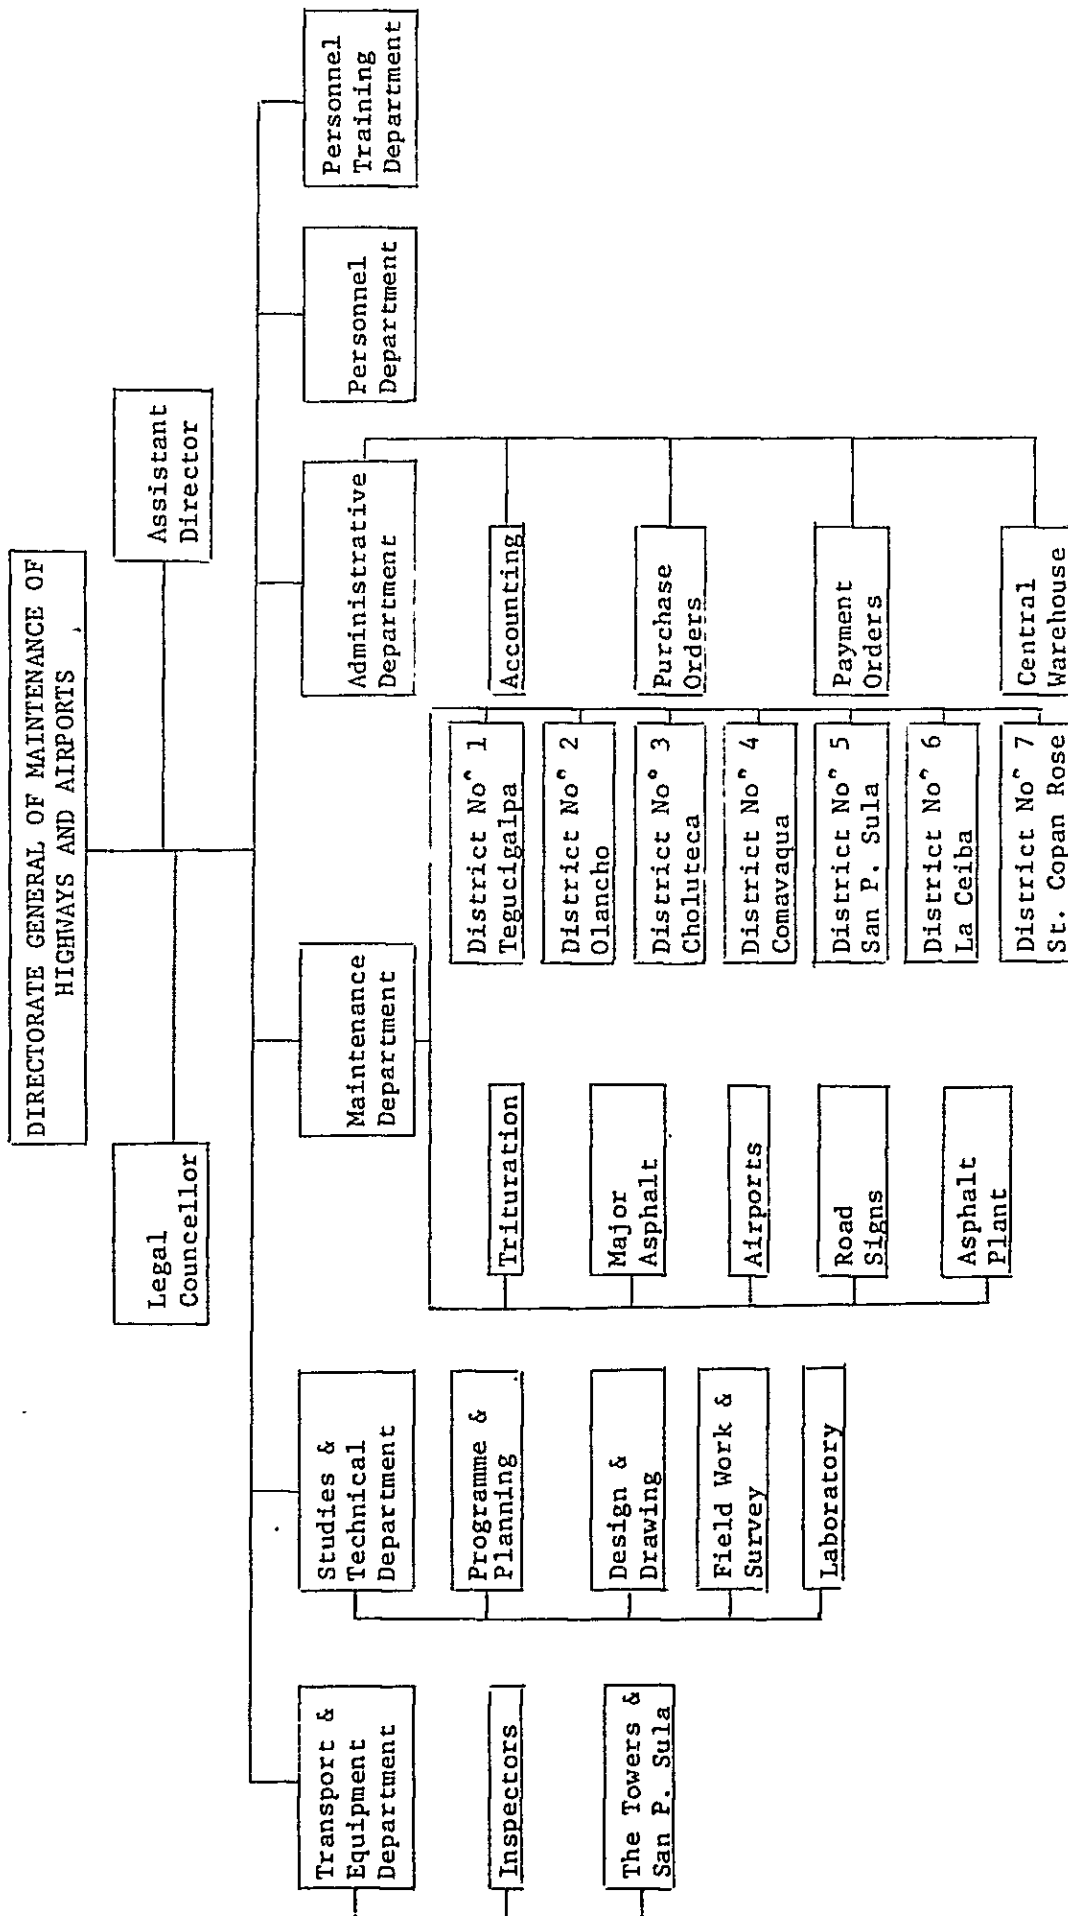 DIRECTORATE GENERAL OF MAINTENANCE OF
HIGHWAYS AND AIRPORTS
Legal
Councellor
Assistant
Director
Transport &
Equipment
Department
Studies &
Technical
Department
Maintenance
Department
Administrative
Department
Personnel
Department
Personnel
Training
Department
Inspectors
The Towers &
San P. Sula
Programme &
Planning
Design &
Drawing
Field Work &
Survey
Laboratory
Trituration
Major
Asphalt
Airports
Road
Signs
Asphalt
Plant
District No^ 1
Tegucigalpa
District No^ 2
Olancho
District No° 3
Choluteca
District No^ 4
Comavaqua
District No^ 5
San P. Sula
District No^ 6
La Ceiba
District No^ 7
St. Copan Rose
Accounting
Purchase
Orders
Payment
Orders
Central
Warehouse